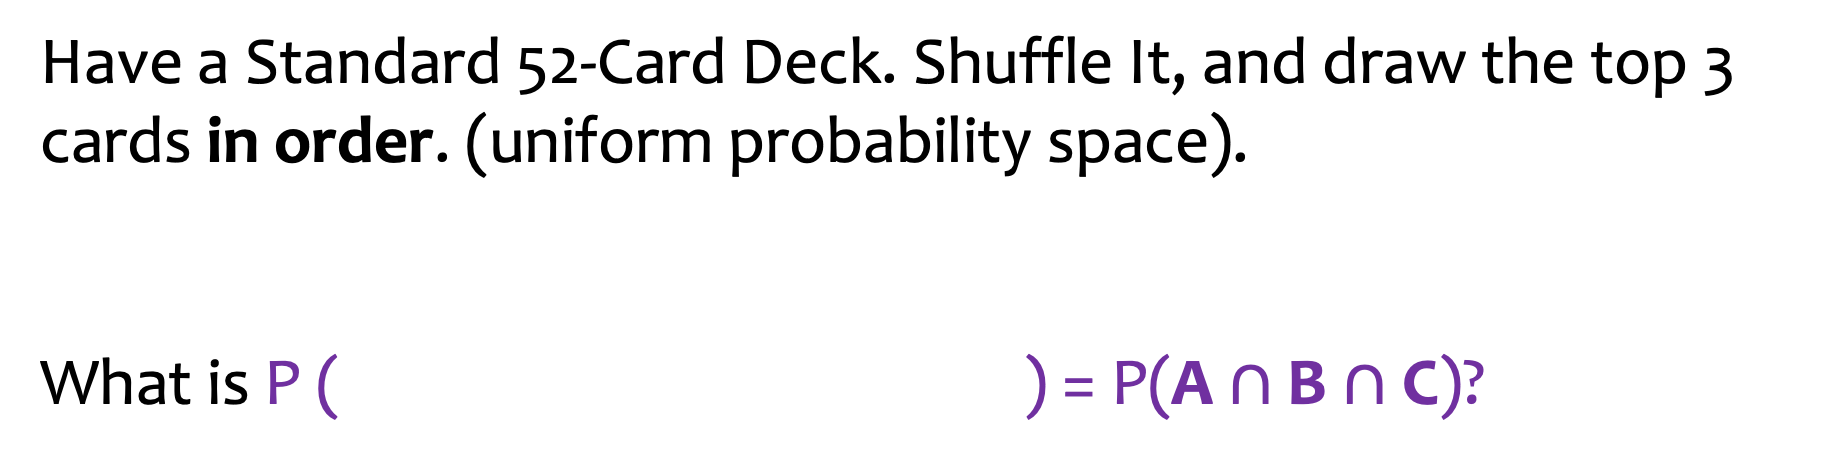 Have a Standard 52-Card Deck. Shuffle It, and draw the top 3
cards in order. (uniform probability space).
What is P ( ) = P(A ∩ B ∩ C)?